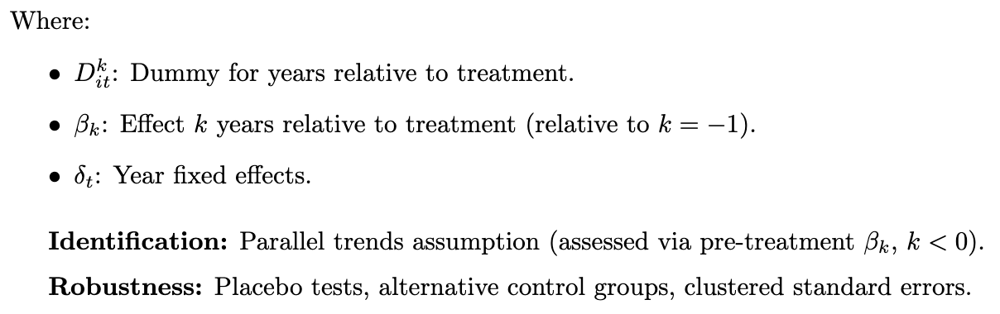 Where:
• $D_{it}^{k}$: Dummy for years relative to treatment.
• $\beta_k$: Effect $k$ years relative to treatment (relative to $k = -1$).
• $\delta_t$: Year fixed effects.
Identification: Parallel trends assumption (assessed via pre-treatment $\beta_k$, $k < 0$).
Robustness: Placebo tests, alternative control groups, clustered standard errors.